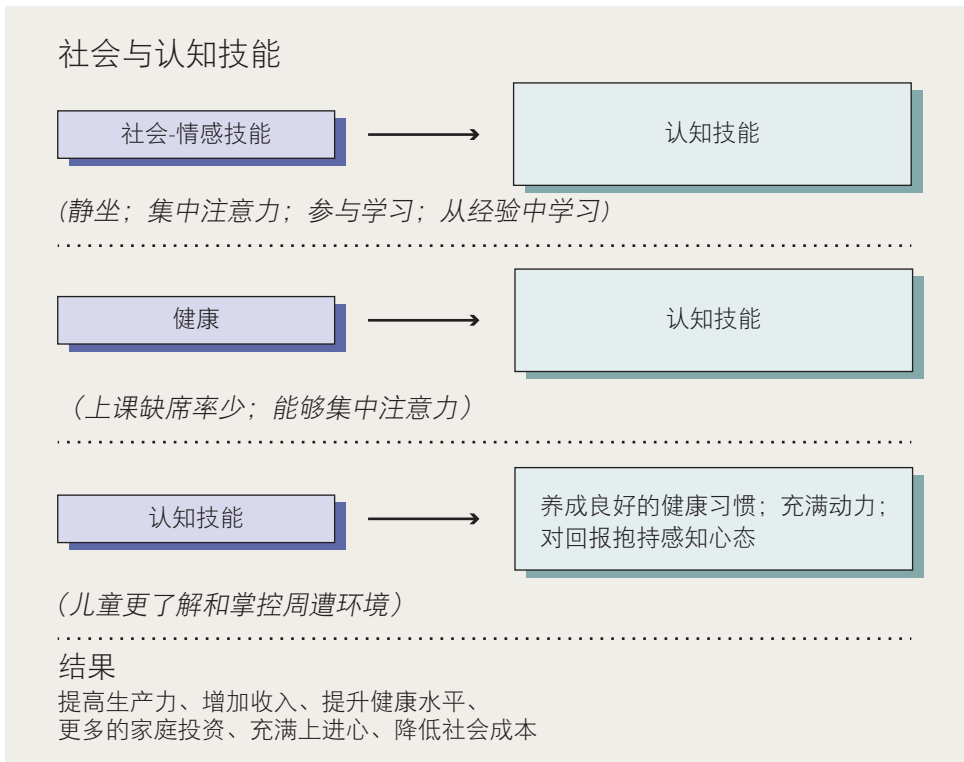 社会与认知技能
社会-情感技能
认知技能
(静坐；集中注意力；参与学习；从经验中学习)
健康
认知技能
（上课缺席率少；能够集中注意力）
认知技能
养成良好的健康习惯；充满动力；
对回报抱持感知心态
（儿童更了解和掌控周遭环境）
结果
提高生产力、增加收入、提升健康水平、
更多的家庭投资、充满上进心、降低社会成本